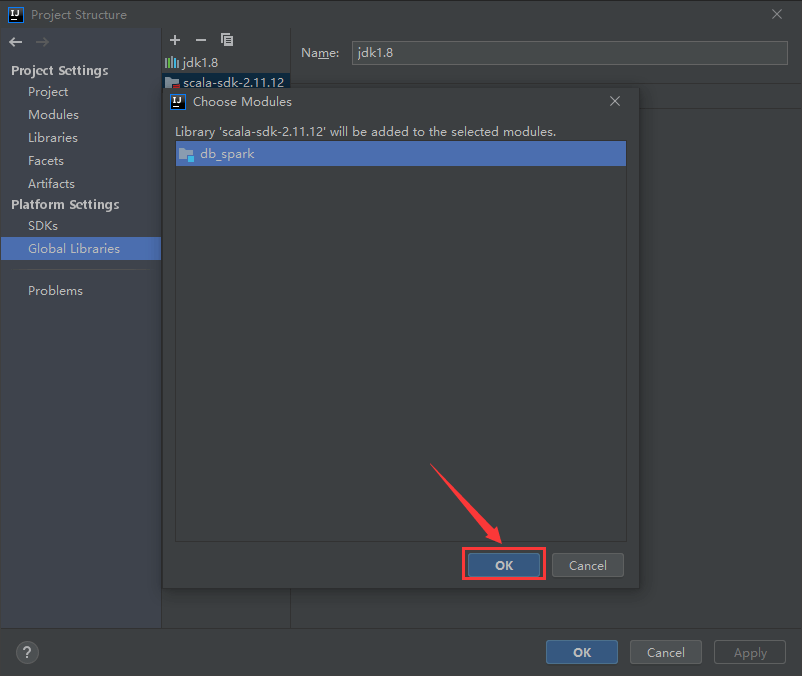 Project Structure
Project Settings
Project
Modules
Libraries
Facets
Artifacts
Platform Settings
SDKs
Global Libraries
Problems
jdk1.8
scala-sdk-2.11.12
Name: jdk1.8
Choose Modules
Library 'scala-sdk-2.11.12' will be added to the selected modules.
db_spark
OK Cancel
? OK Cancel Apply